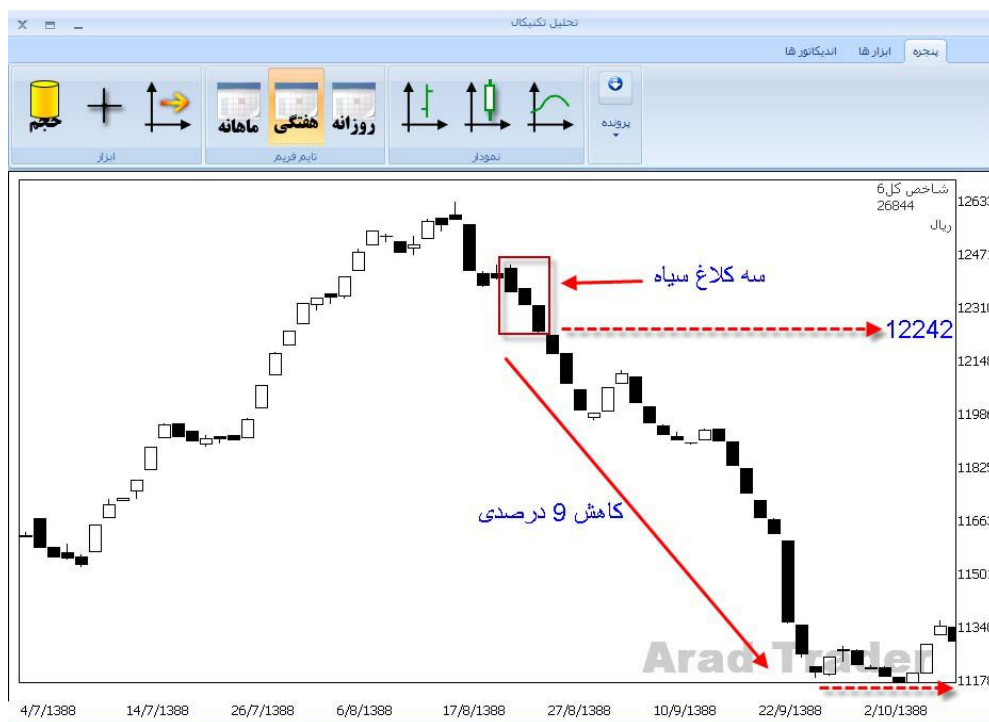 تحلیل تکنیکال
پنجره ابزار ها اندیکاتور ها
پرونده
روزانه هفتگی ماهانه
حجم
نمودار تایم فریم ابزار
شاخص کل6
26844
ریال
12633
12471
12310
12140
11980
11825
11663
11501
11340
11178
سه کلاغ سیاه
12242
کاهش 9 درصدی
Arad Trader
4/7/1388 14/7/1388 26/7/1388 6/8/1388 17/8/1388 27/8/1388 10/9/1388 22/9/1388 2/10/1388